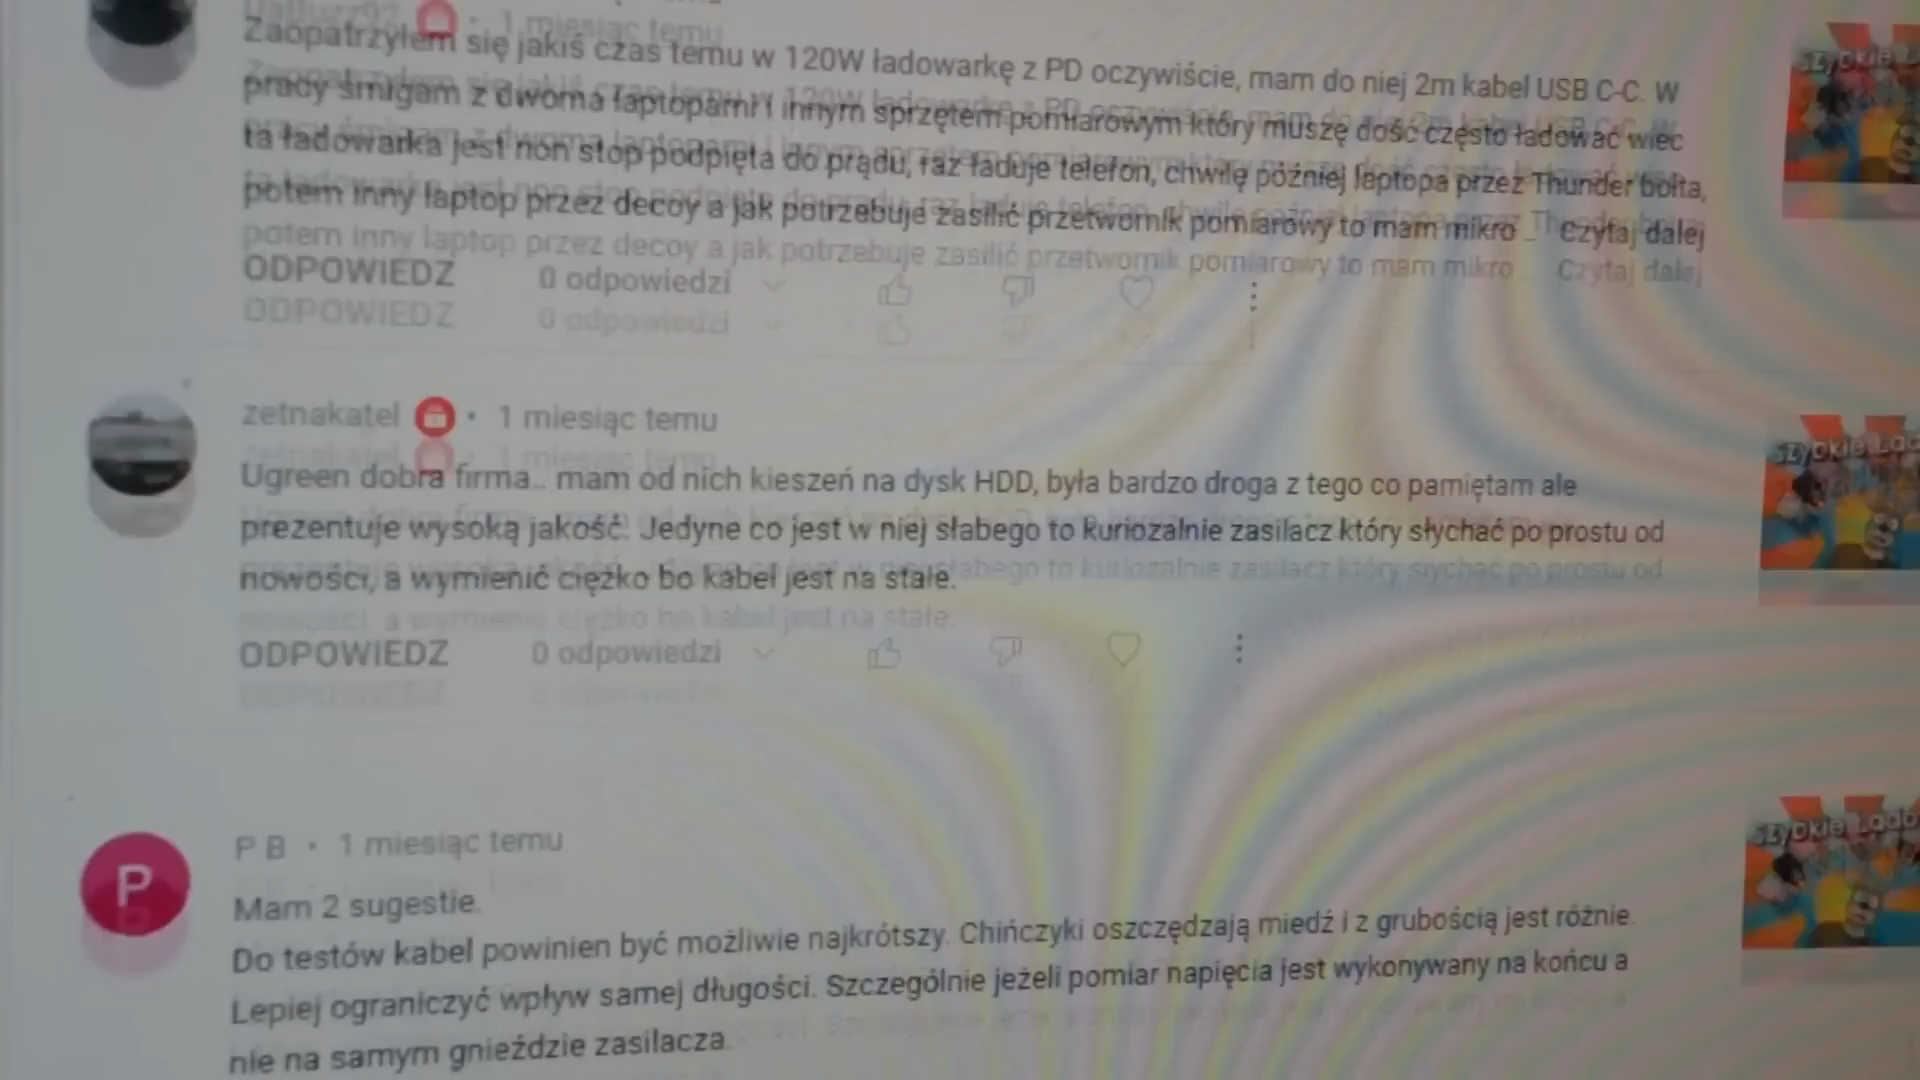 1 miesiąc temu
Zaopatrzyłem się jakiś czas temu w 120W ładowarkę z PD oczywiście, mam do niej 2m kabel USB C-C. W
pracy śmigam z dwoma laptopami i innym sprzętem pomiarowym który muszę dość często ładować wiec
ta ładowarka jest non stop podpięta do prądu, raz ładuje telefon, chwilę później laptopa przez Thunder bolta,
potem inny laptop przez decoy a jak potrzebuje zasilić przetwornik pomiarowy to mam mikro ... Czytaj dalej
ODPOWIEDZ 0 odpowiedzi
zetnakatel • 1 miesiąc temu
Ugreen dobra firma.. mam od nich kieszeń na dysk HDD, była bardzo droga z tego co pamiętam ale
prezentuje wysoką jakość. Jedyne co jest w niej słabego to kuriozalnie zasilacz który słychać po prostu od
nowości, a wymienić ciężko bo kabel jest na stałe.
ODPOWIEDZ 0 odpowiedzi
P
P B • 1 miesiąc temu
Mam 2 sugestie.
Do testów kabel powinien być możliwie najkrótszy. Chińczyki oszczędzają miedź i z grubością jest różnie.
Lepiej ograniczyć wpływ samej długości. Szczególnie jeżeli pomiar napięcia jest wykonywany na końcu a
nie na samym gnieździe zasilacza.
Szybkie
Szybkie
Szybkie